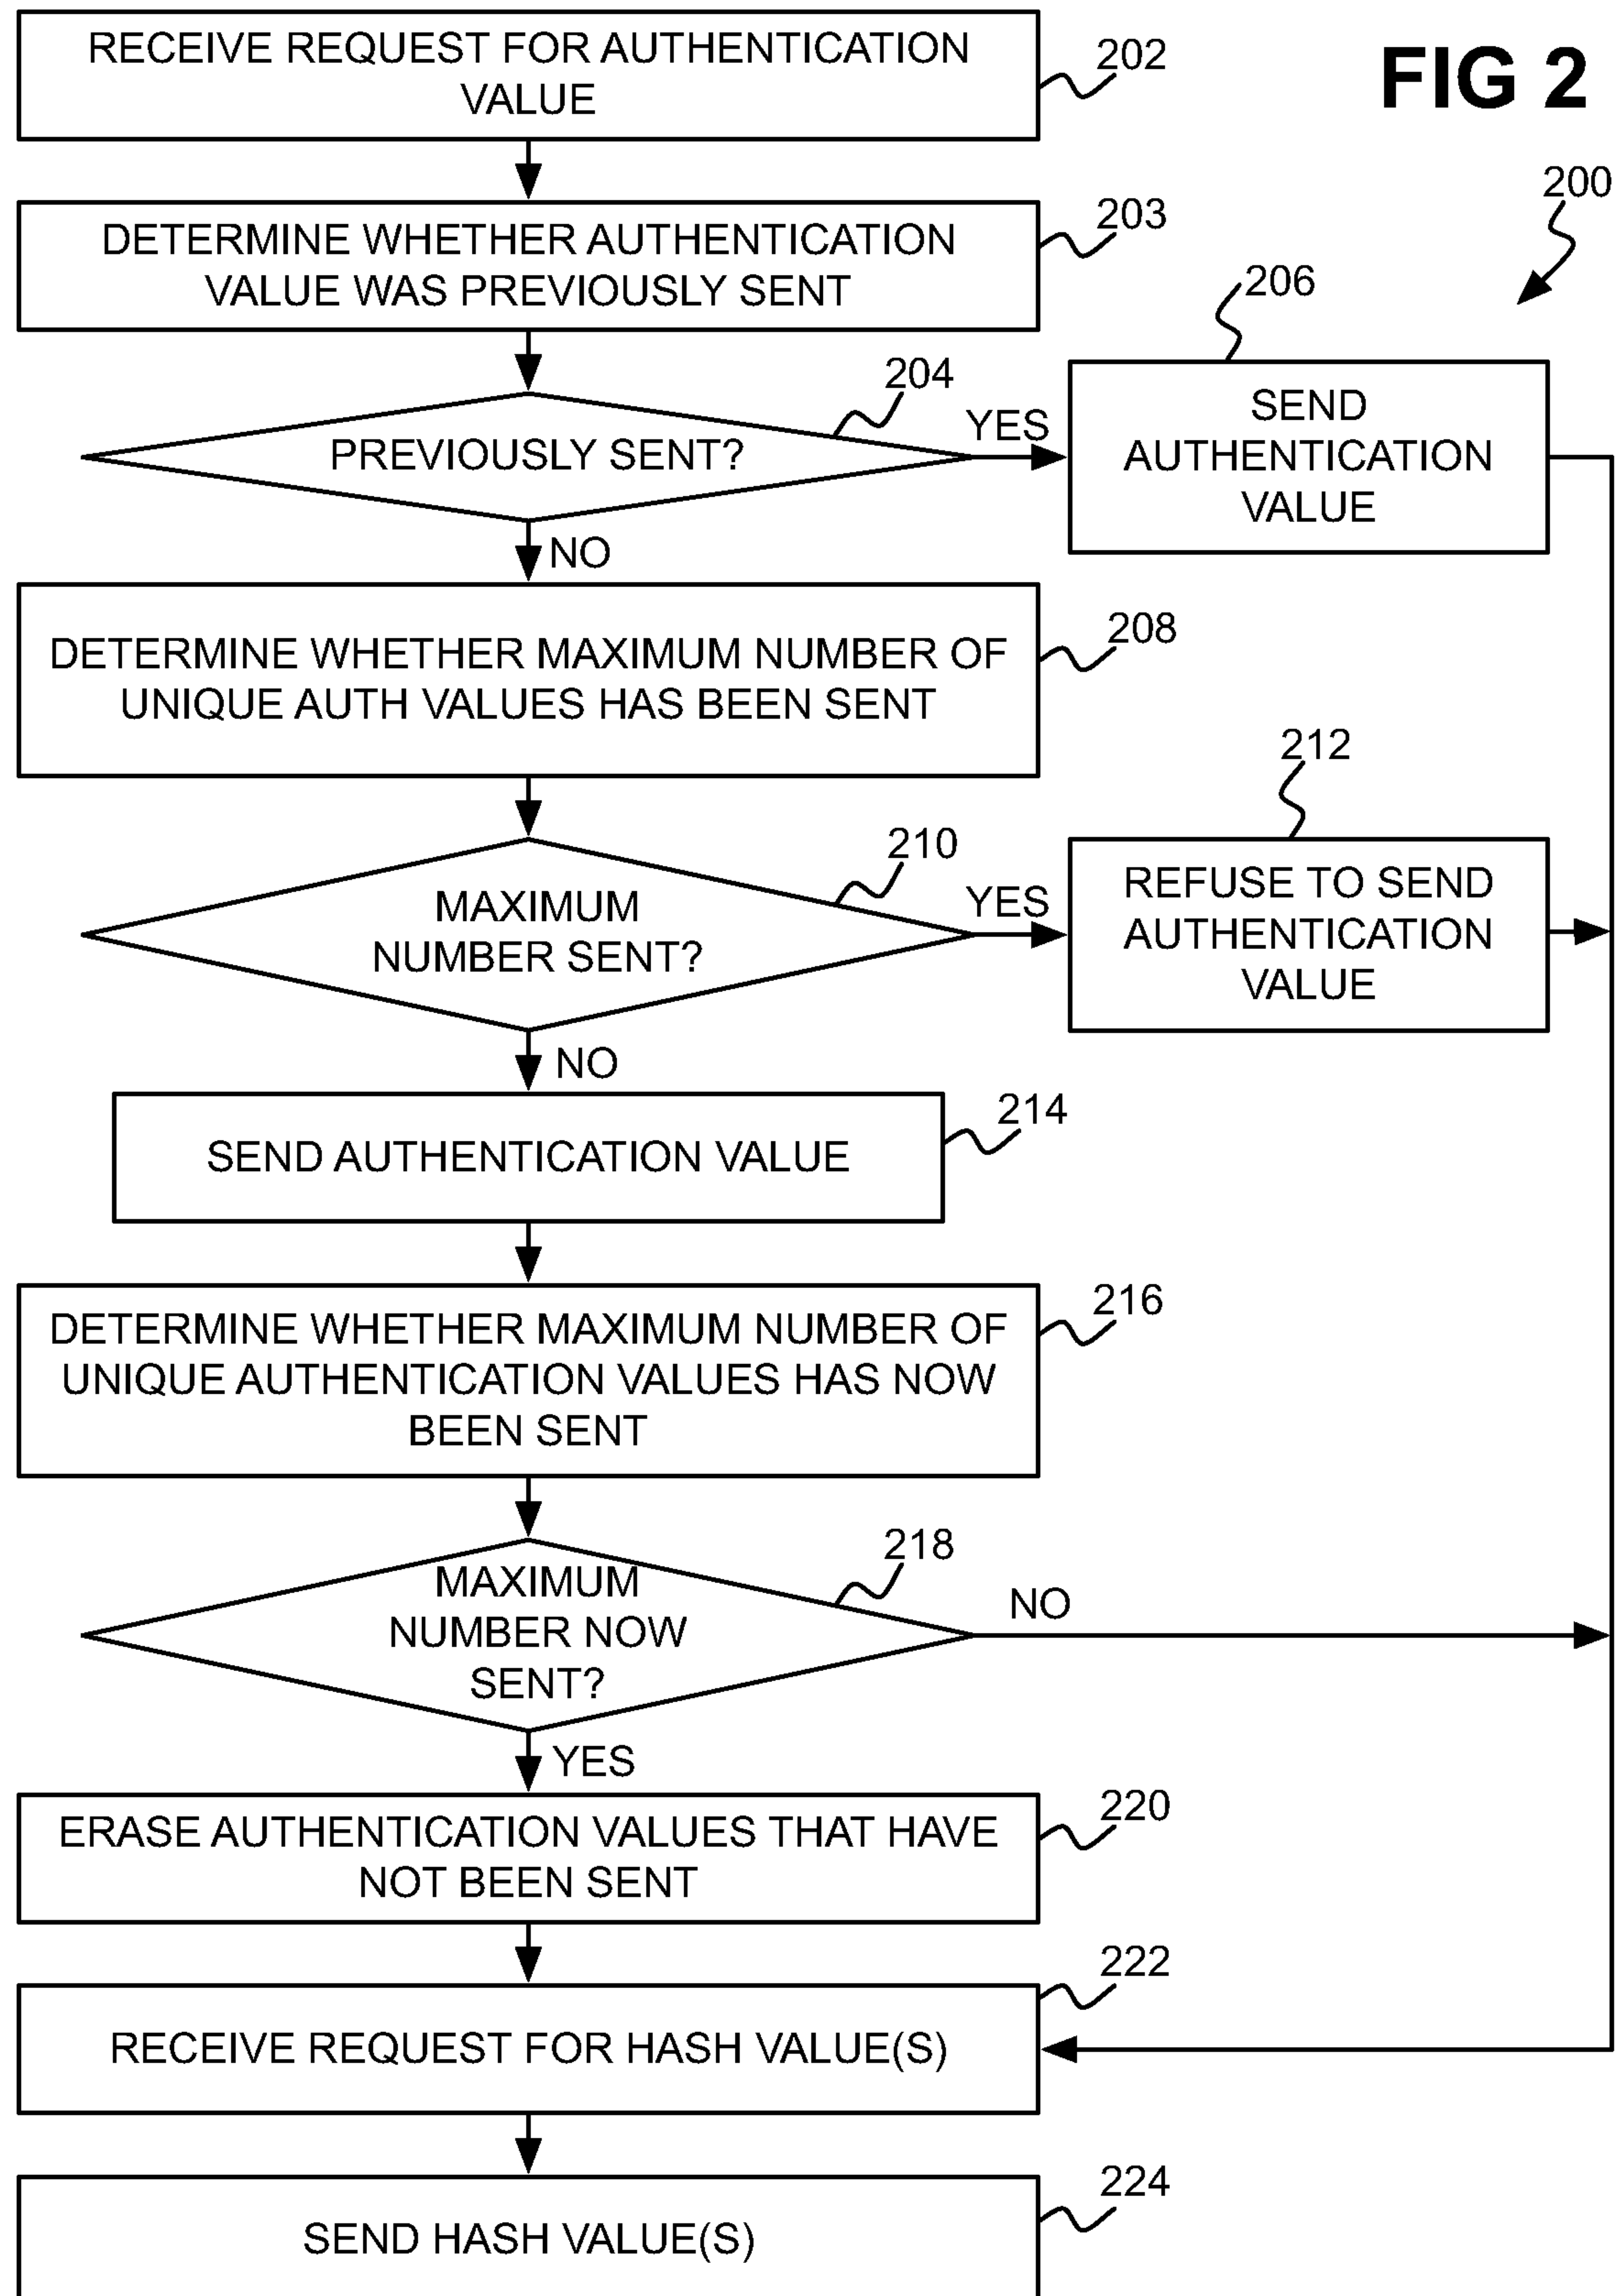 FIG 2
200
RECEIVE REQUEST FOR AUTHENTICATION
VALUE
202
DETERMINE WHETHER AUTHENTICATION
VALUE WAS PREVIOUSLY SENT
203
PREVIOUSLY SENT?
204
YES
SEND
AUTHENTICATION
VALUE
206
NO
DETERMINE WHETHER MAXIMUM NUMBER OF
UNIQUE AUTH VALUES HAS BEEN SENT
208
MAXIMUM
NUMBER SENT?
210
YES
REFUSE TO SEND
AUTHENTICATION
VALUE
212
NO
SEND AUTHENTICATION VALUE
214
DETERMINE WHETHER MAXIMUM NUMBER OF
UNIQUE AUTHENTICATION VALUES HAS NOW
BEEN SENT
216
MAXIMUM
NUMBER NOW
SENT?
218
NO
YES
ERASE AUTHENTICATION VALUES THAT HAVE
NOT BEEN SENT
220
RECEIVE REQUEST FOR HASH VALUE(S)
222
SEND HASH VALUE(S)
224